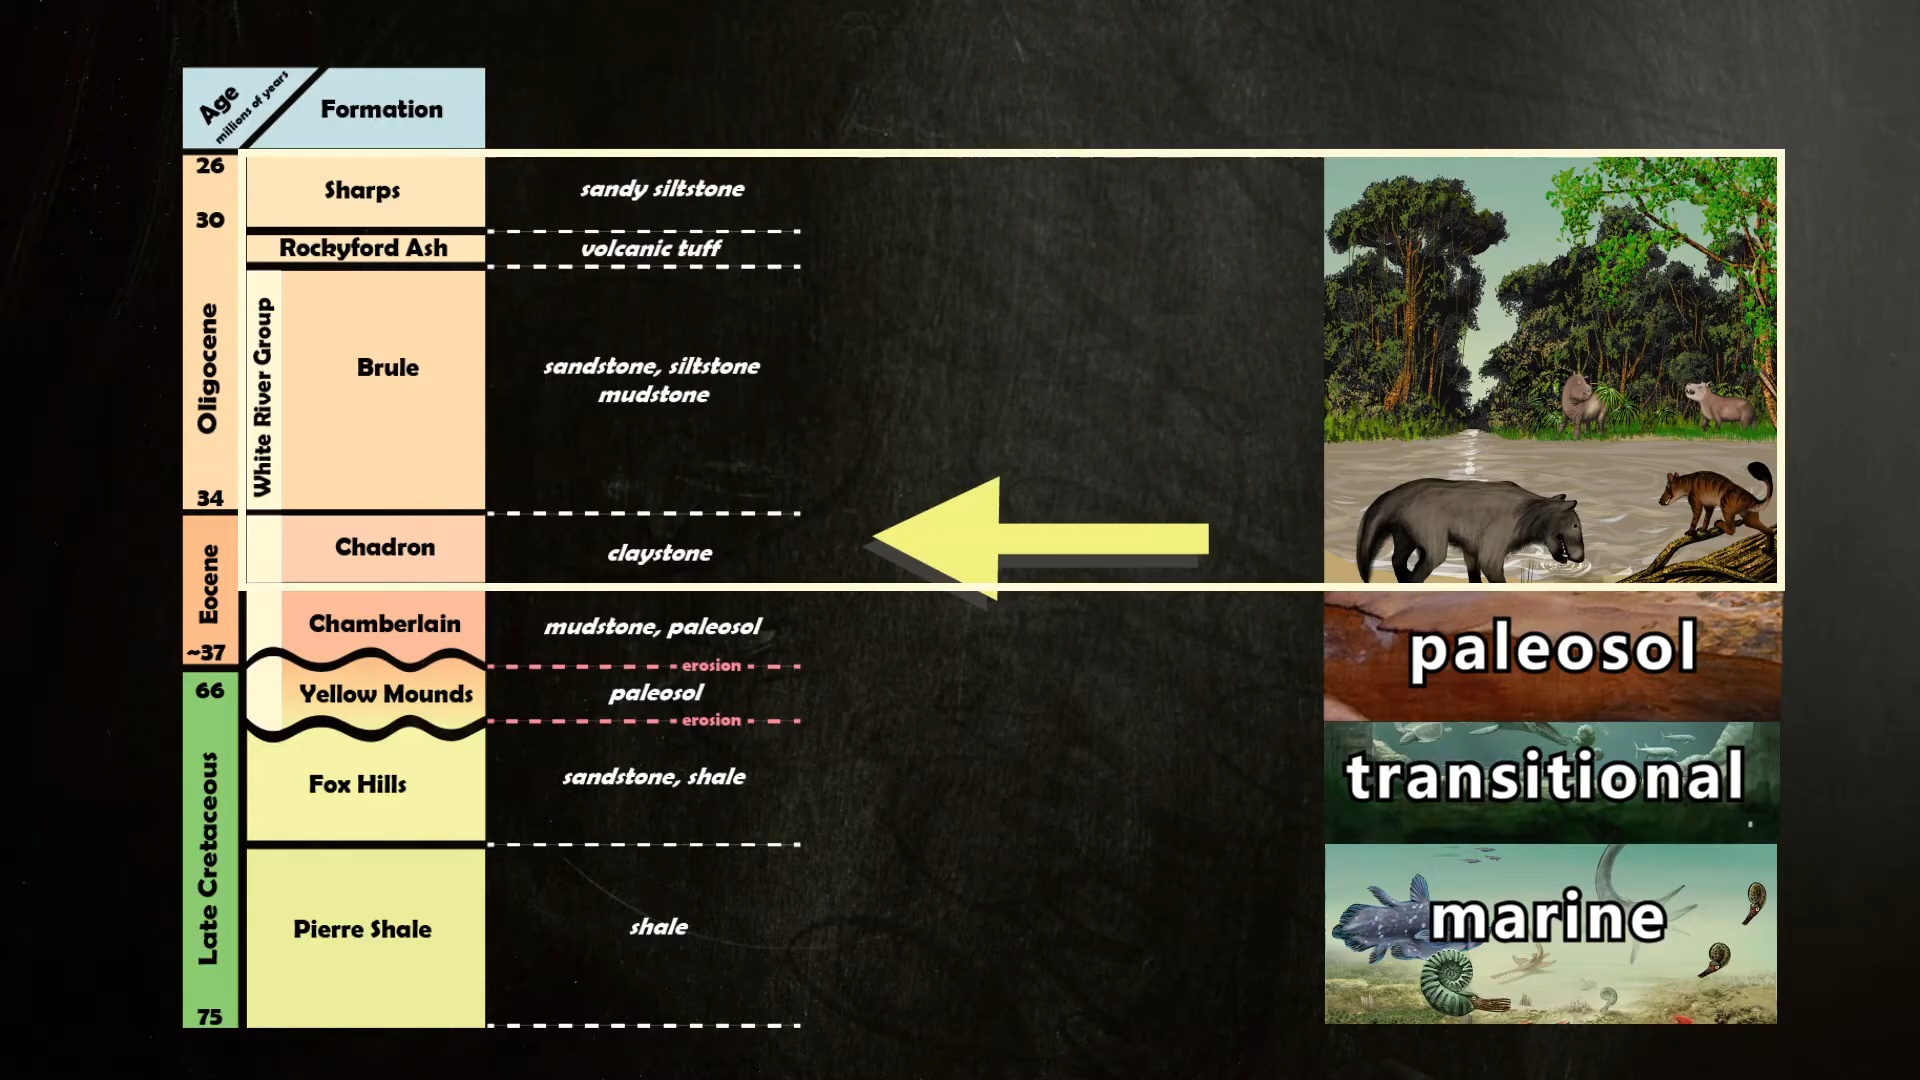 Age
millions of years
Formation
26
Sharps
sandy siltstone
30
Rockyford Ash
volcanic tuff
Oligocene
White River Group
Brule
sandstone, siltstone
mudstone
34
Eocene
Chadron
claystone
Chamberlain
mudstone, paleosol
paleosol
~37
erosion
66
Yellow Mounds
paleosol
erosion
Late Cretaceous
Fox Hills
sandstone, shale
transitional
Pierre Shale
shale
marine
75